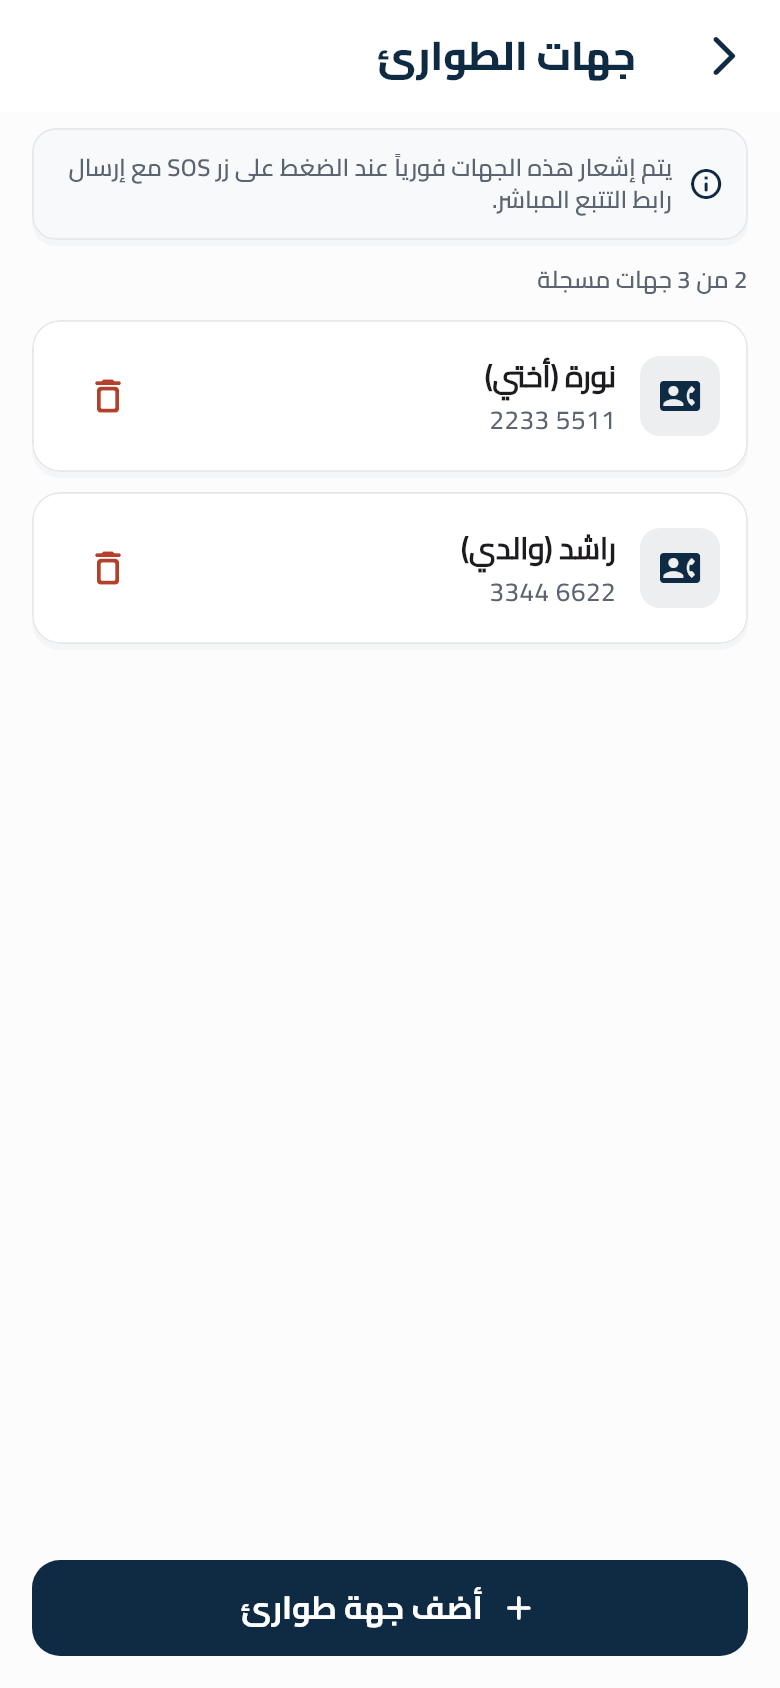 جهات الطوارئ
يتم إشعار هذه الجهات فورياً عند الضغط على زر SOS مع إرسال
رابط التتبع المباشر.
2 من 3 جهات مسجلة
نورة (أختي)
2233 5511
راشد (والدي)
3344 6622
+ أضف جهة طوارئ